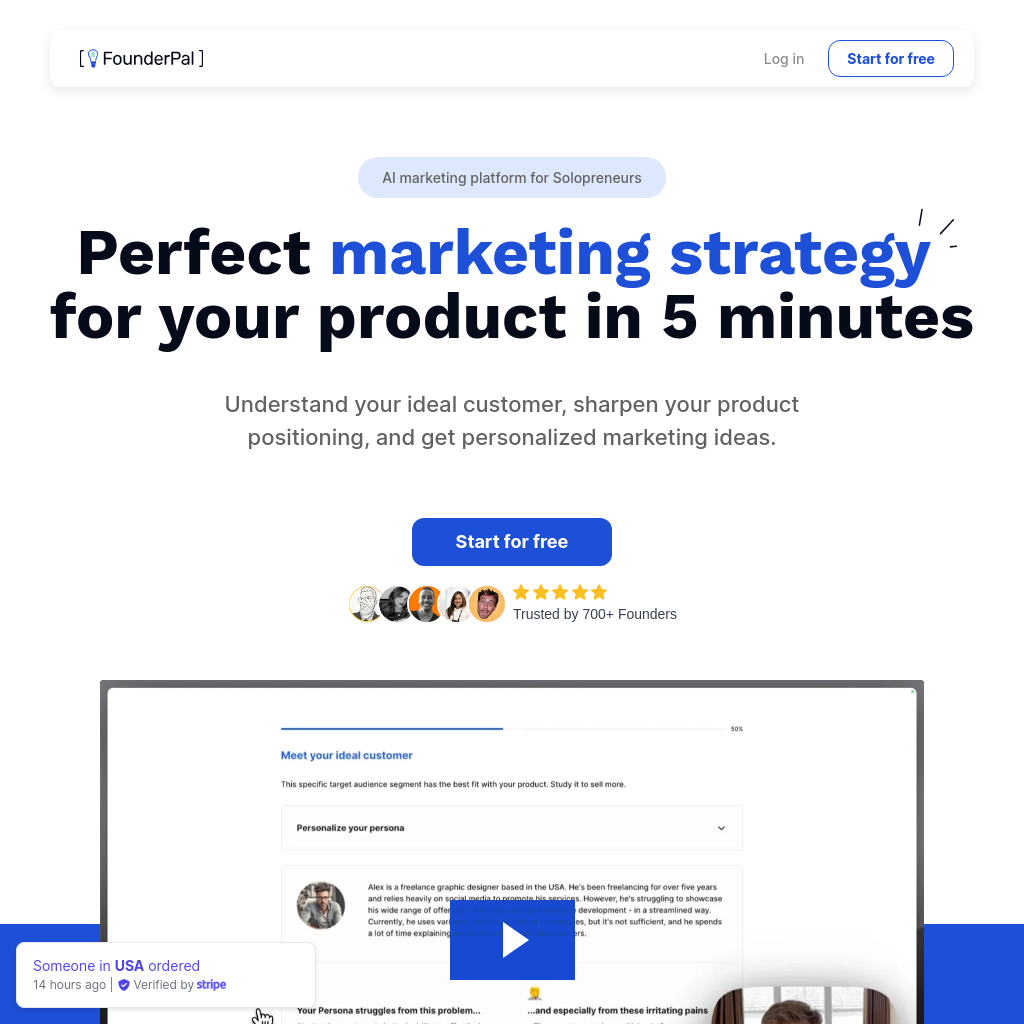 [ FounderPal ]
Log in
Start for free
AI marketing platform for Solopreneurs
Perfect marketing strategy
for your product in 5 minutes
Understand your ideal customer, sharpen your product
positioning, and get personalized marketing ideas.
Start for free
Trusted by 700+ Founders
50%
Meet your ideal customer
This specific target audience segment has the best fit with your product. Study it to sell more.
Personalize your persona
Alex is a freelance graphic designer based in the USA. He's been freelancing for over five years
and relies heavily on social media to promote his services. However, he's struggling to showcase
his wide range of development - in a streamlined way.
Currently, he uses but it's not sufficient, and he spends
a lot of time explaining
Someone in USA ordered
14 hours ago | Verified by stripe
Your Persona struggles from this problem...
...and especially from these irritating pains